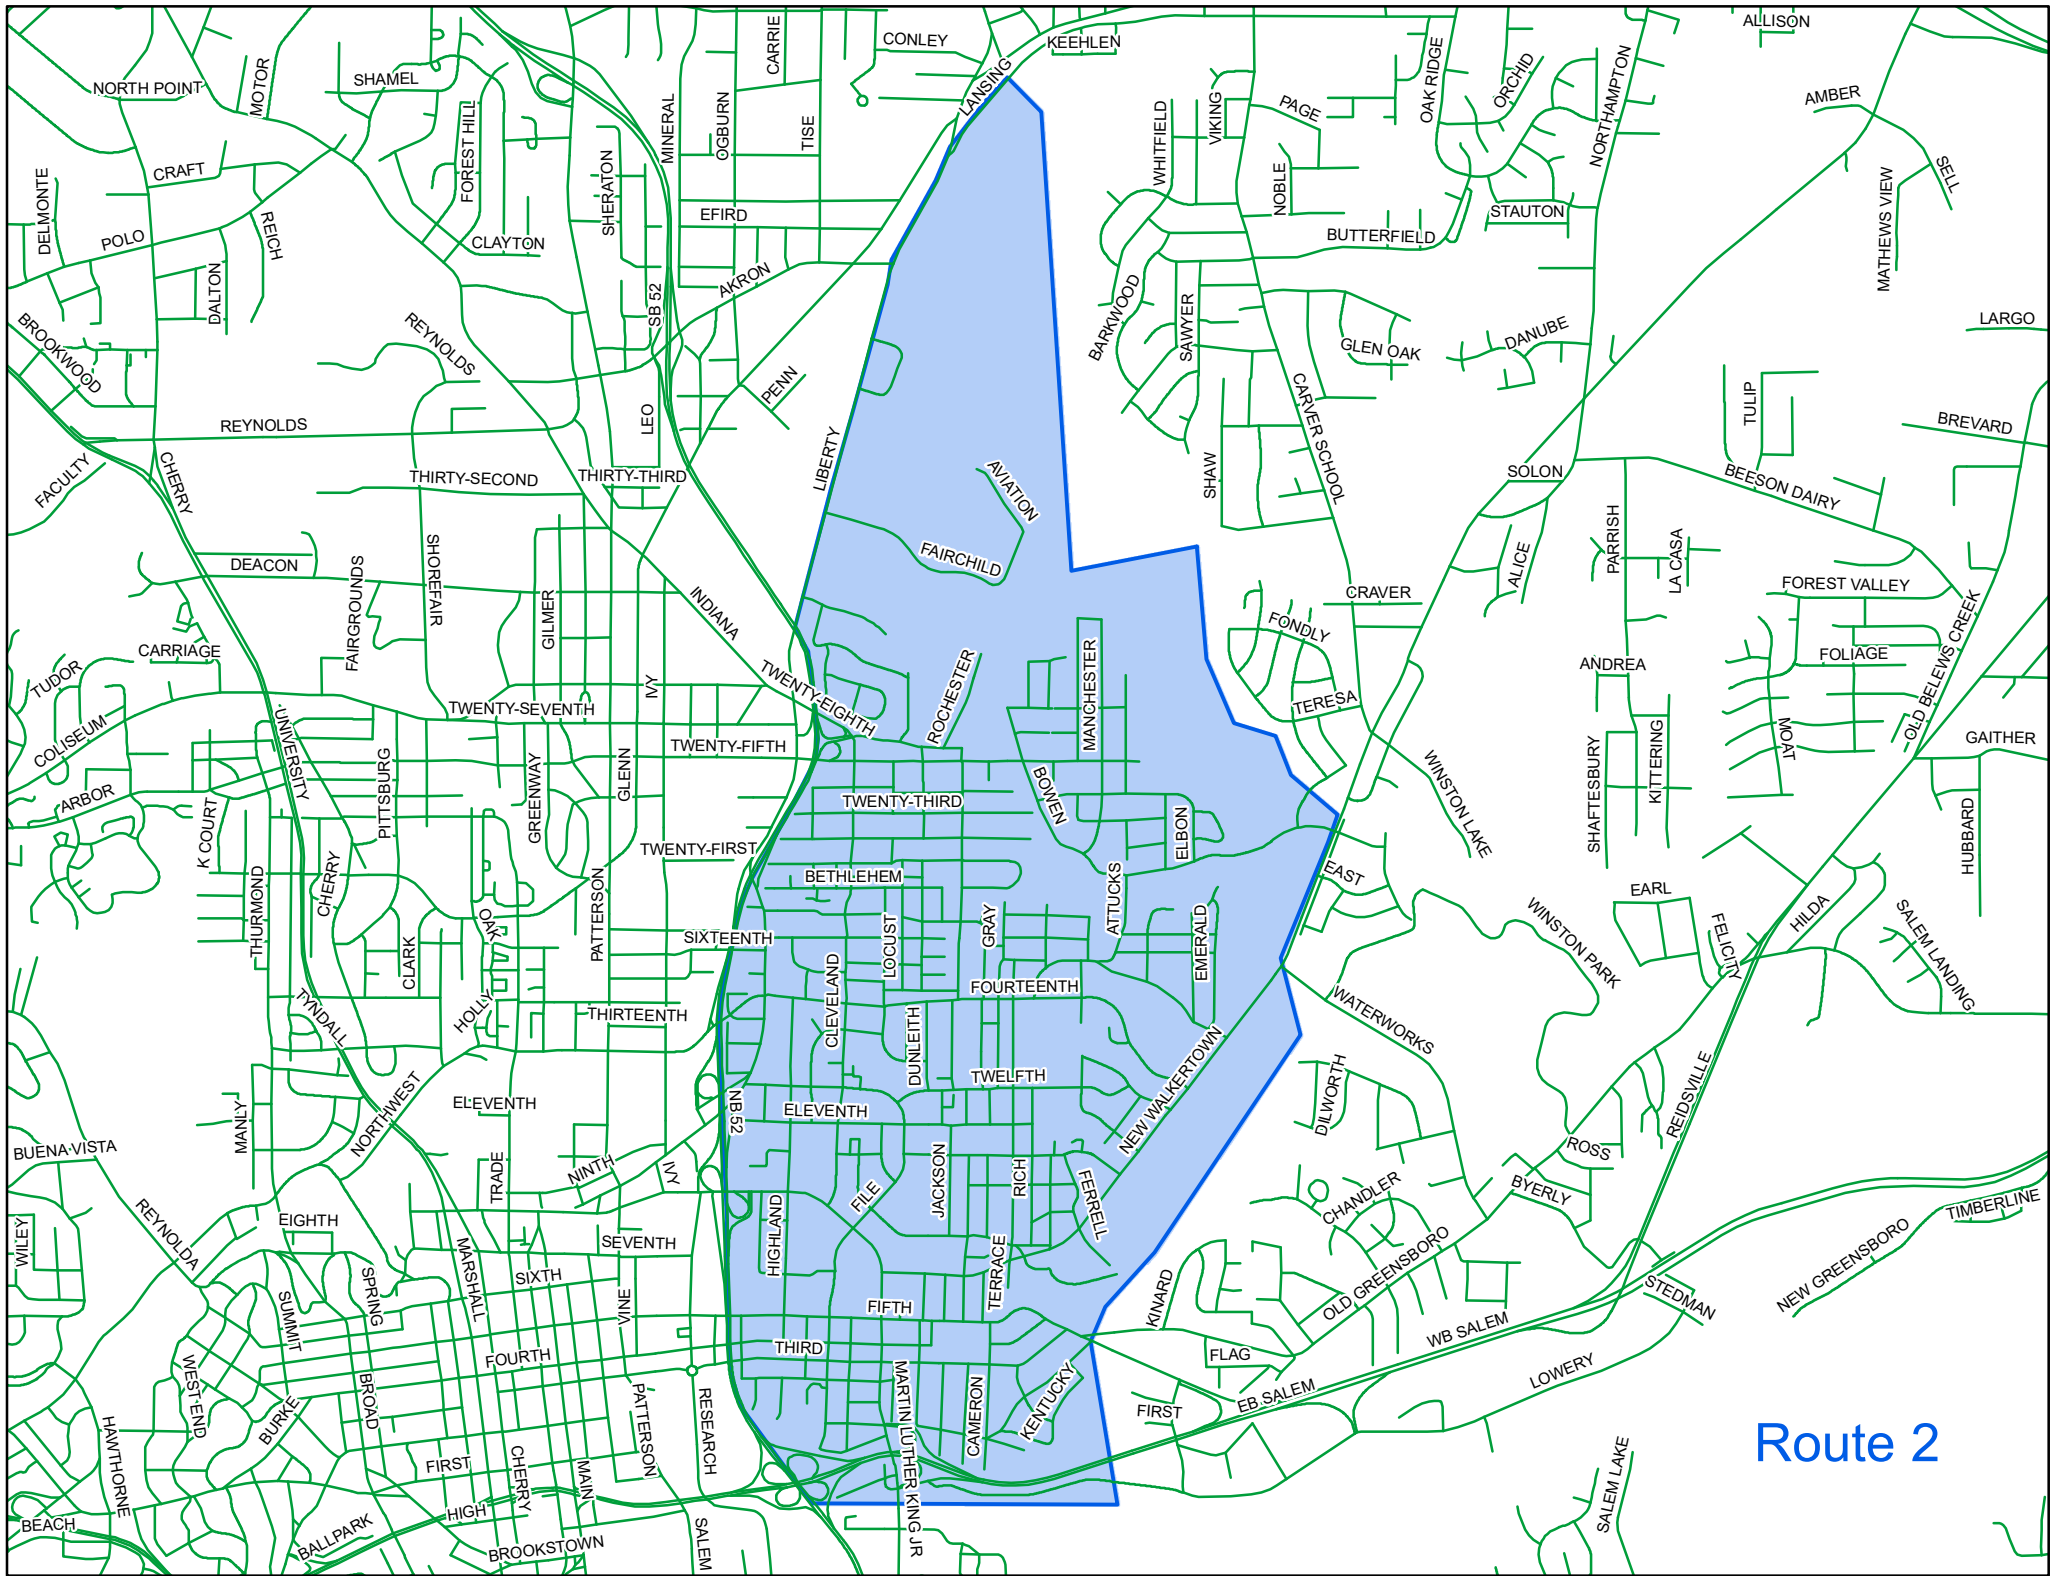 ALLISON
KEEHLEN
CONLEY
CARRIE
LANSING
NORTH POINT
MOTOR
SHAMEL
OAK RIDGE
ORCHID
NORTHAMPTON
AMBER
FOREST HILL
MINERAL
OGBURN
TISE
WHITFIELD
VIKING
PAGE
CRAFT
SELL
DELMONTE
SHERATON
NOBLE
MATHEWS VIEW
EFIRD
STAUTON
REICH
POLO
CLAYTON
BUTTERFIELD
DALTON
SB 52
AKRON
BARKWOOD
SAWYER
LARGO
BROOKWOOD
REYNOLDS
GLEN OAK
DANUBE
PENN
TULIP
REYNOLDS
LEO
CARVER SCHOOL
BREVARD
LIBERTY
FACULTY
CHERRY
THIRTY-SECOND
THIRTY-THIRD
AVIATION
SHAW
SOLON
BEESON DAIRY
PARRISH
LA CASA
DEACON
FAIRGROUNDS
SHOREFAIR
FAIRCHILD
ALICE
FOREST VALLEY
GILMER
INDIANA
CRAVER
FONDLY
OLD BELEWS CREEK
CARRIAGE
TUDOR
ANDREA
FOLIAGE
IVY
TWENTY-EIGHTH
ROCHESTER
MANCHESTER
TERESA
TWENTY-SEVENTH
COLISEUM
UNIVERSITY
TWENTY-FIFTH
MOAT
GAITHER
SHAFTESBURY
KITTERING
PITTSBURG
GREENWAY
GLENN
BOWEN
WINSTON LAKE
ARBOR
TWENTY-THIRD
K COURT
ELBON
HUBBARD
TWENTY-FIRST
BETHLEHEM
EAST
CHERRY
THURMOND
PATTERSON
ATTUCKS
EARL
OAK
LOCUST
GRAY
EMERALD
WINSTON PARK
FELICITY
HILDA
SALEM LANDING
SIXTEENTH
CLARK
CLEVELAND
FOURTEENTH
TYNDALL
HOLLY
THIRTEENTH
WATERWORKS
DUNLEITH
NEW WALKERTOWN
TWELFTH
NORTHWEST
ELEVENTH
MANLY
NB 52
ELEVENTH
DILWORTH
REIDSVILLE
BUENA VISTA
ROSS
TRADE
NINTH
IVY
JACKSON
RICH
FERRELL
FILE
BYERLY
CHANDLER
REYNOLDA
EIGHTH
WILEY
HIGHLAND
TIMBERLINE
MARSHALL
SEVENTH
TERRACE
NEW GREENSBORO
OLD GREENSBORO
SIXTH
SPRING
SUMMIT
VINE
FIFTH
KINARD
STEDMAN
WB SALEM
THIRD
FOURTH
FLAG
WEST END
BROAD
LOWERY
BURKE
PATTERSON
RESEARCH
MARTIN LUTHER KING JR
CAMERON
KENTUCKY
EB SALEM
FIRST
HAWTHORNE
Route 2
FIRST
CHERRY
MAIN
SALEM LAKE
HIGH
BEACH
BALLPARK
BROOKSTOWN
SALEM